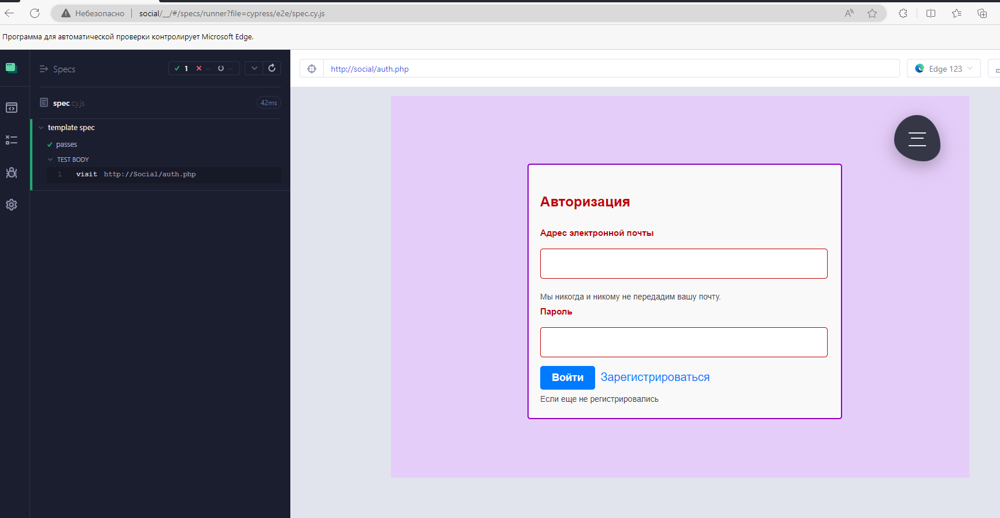 Небезопасно social/__/#/specs/runner?file=cypress/e2e/spec.cy.js
Программа для автоматической проверки контролирует Microsoft Edge.
Specs 1 -- --
spec.cy.js 42ms
template spec
passes
TEST BODY
1 visit http://Social/auth.php
http://social/auth.php Edge 123
Авторизация
Адрес электронной почты
Мы никогда и никому не передадим вашу почту.
Пароль
Войти Зарегистрироваться
Если еще не регистрировались